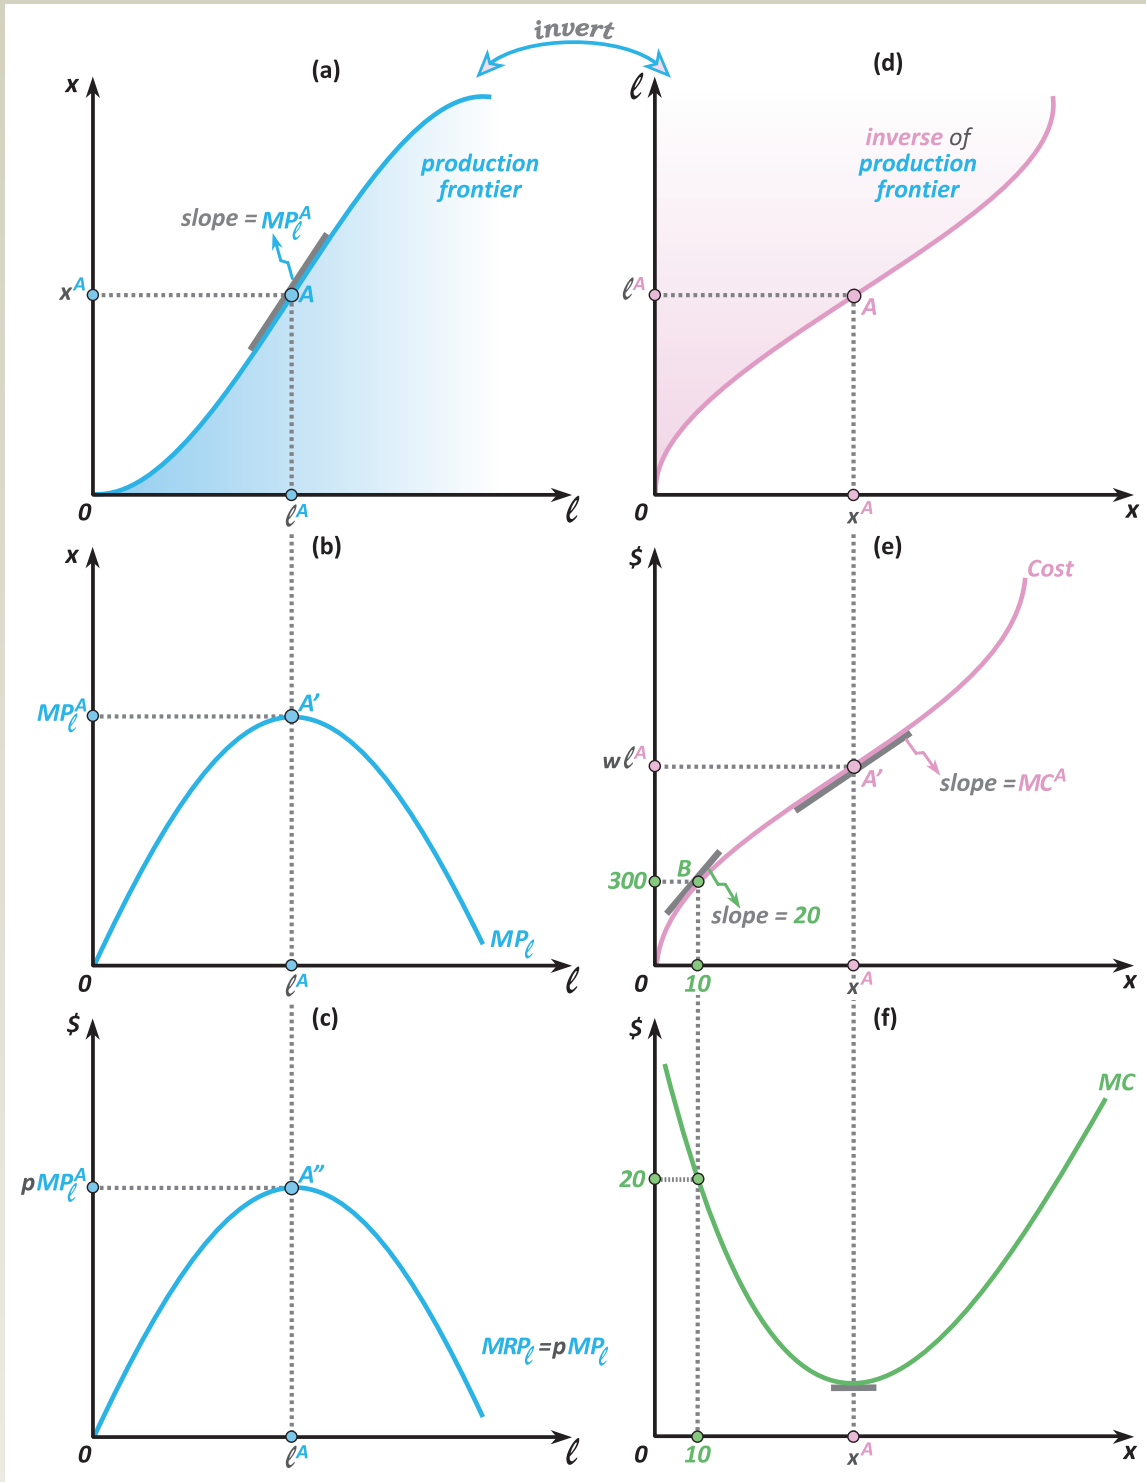 invert
(a)
x
production
frontier
slope = MPℓᴬ
xᴬ
A
0
ℓᴬ
ℓ
(d)
ℓ
inverse of
production
frontier
ℓᴬ
A
0
xᴬ
x
(b)
x
MPℓᴬ
A’
MPℓ
0
ℓᴬ
ℓ
(e)
$
Cost
wℓᴬ
A’
slope = MCᴬ
300
B
slope = 20
0
10
xᴬ
x
(c)
$
pMPℓᴬ
A”
MRPℓ = pMPℓ
0
ℓᴬ
ℓ
(f)
$
MC
20
0
10
xᴬ
x